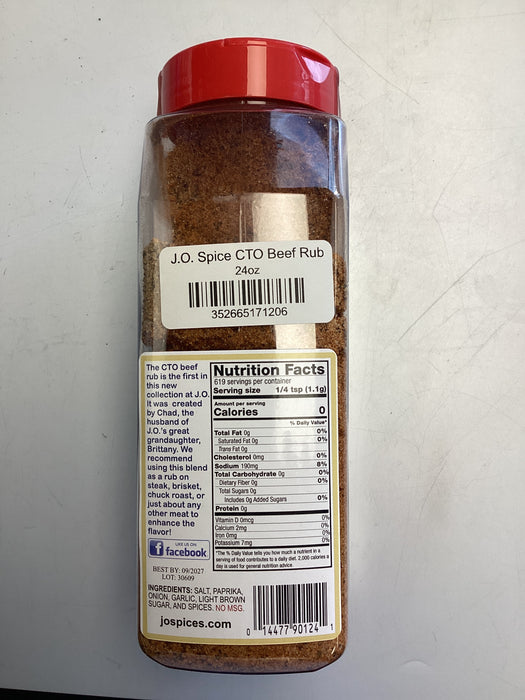 J.O. Spice CTO Beef Rub
24oz
352665171206
The CTO beef
rub is the first in
this new
collection at J.O.
It was created
by Chad, the
husband of
J.O.'s great
grandaughter,
Brittany. We
recommend
using this blend
as a rub on
steak, brisket,
chuck roast, or
just about any
other meat to
enhance the
flavor!
LIKE US ON
f facebook
BEST BY: 09/2027
LOT: 30609
INGREDIENTS: SALT, PAPRIKA,
ONION, GARLIC, LIGHT BROWN
SUGAR, AND SPICES. NO MSG.
jospices.com
Nutrition Facts
619 servings per container
Serving size 1/4 tsp (1.1g)
Amount per serving
Calories 0
% Daily Value*
Total Fat 0g 0%
Saturated Fat 0g 0%
Trans Fat 0g
Cholesterol 0mg 0%
Sodium 190mg 8%
Total Carbohydrate 0g 0%
Dietary Fiber 0g 0%
Total Sugars 0g
Includes 0g Added Sugars 0%
Protein 0g
Vitamin D 0mcg 0%
Calcium 2mg 0%
Iron 0mg 0%
Potassium 7mg 0%
*The % Daily Value tells you how much a nutrient in a
serving of food contributes to a daily diet. 2,000 calories a
day is used for general nutrition advice.
0 14477 90124 1